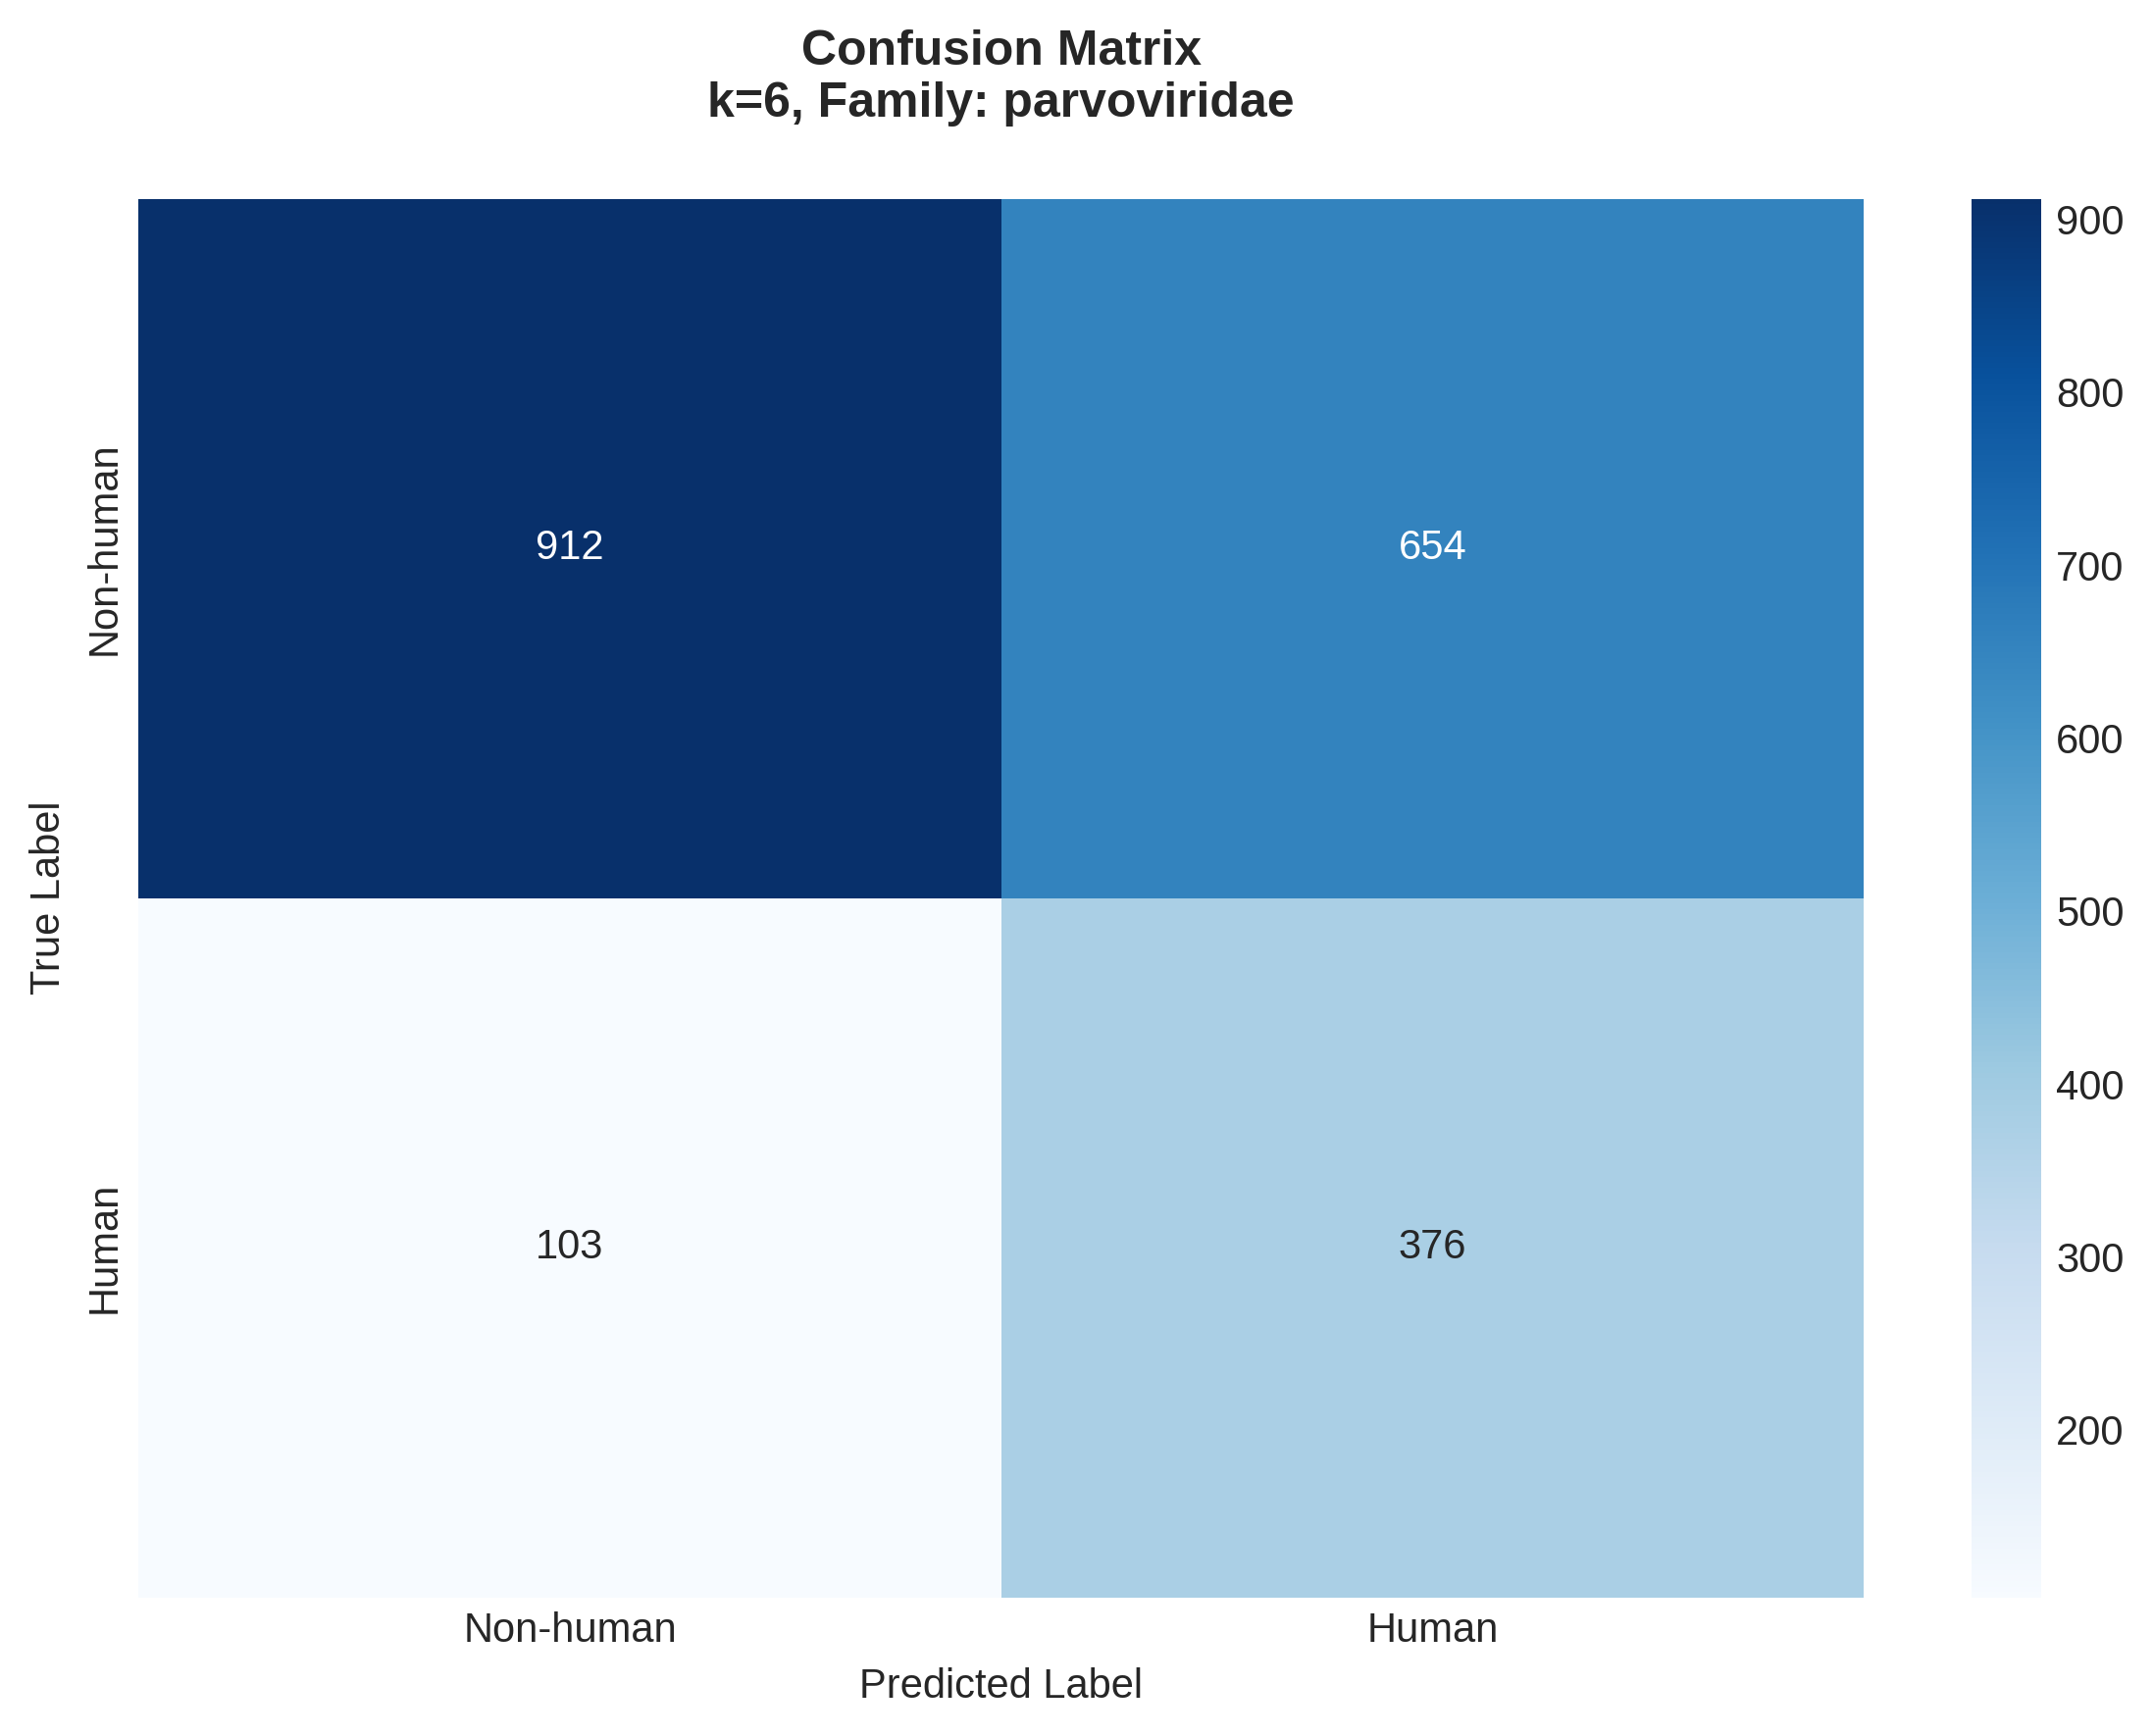 Confusion Matrix
k=6, Family: parvoviridae
True Label
Non-human
Human
912
654
103
376
Non-human
Human
Predicted Label
900
800
700
600
500
400
300
200